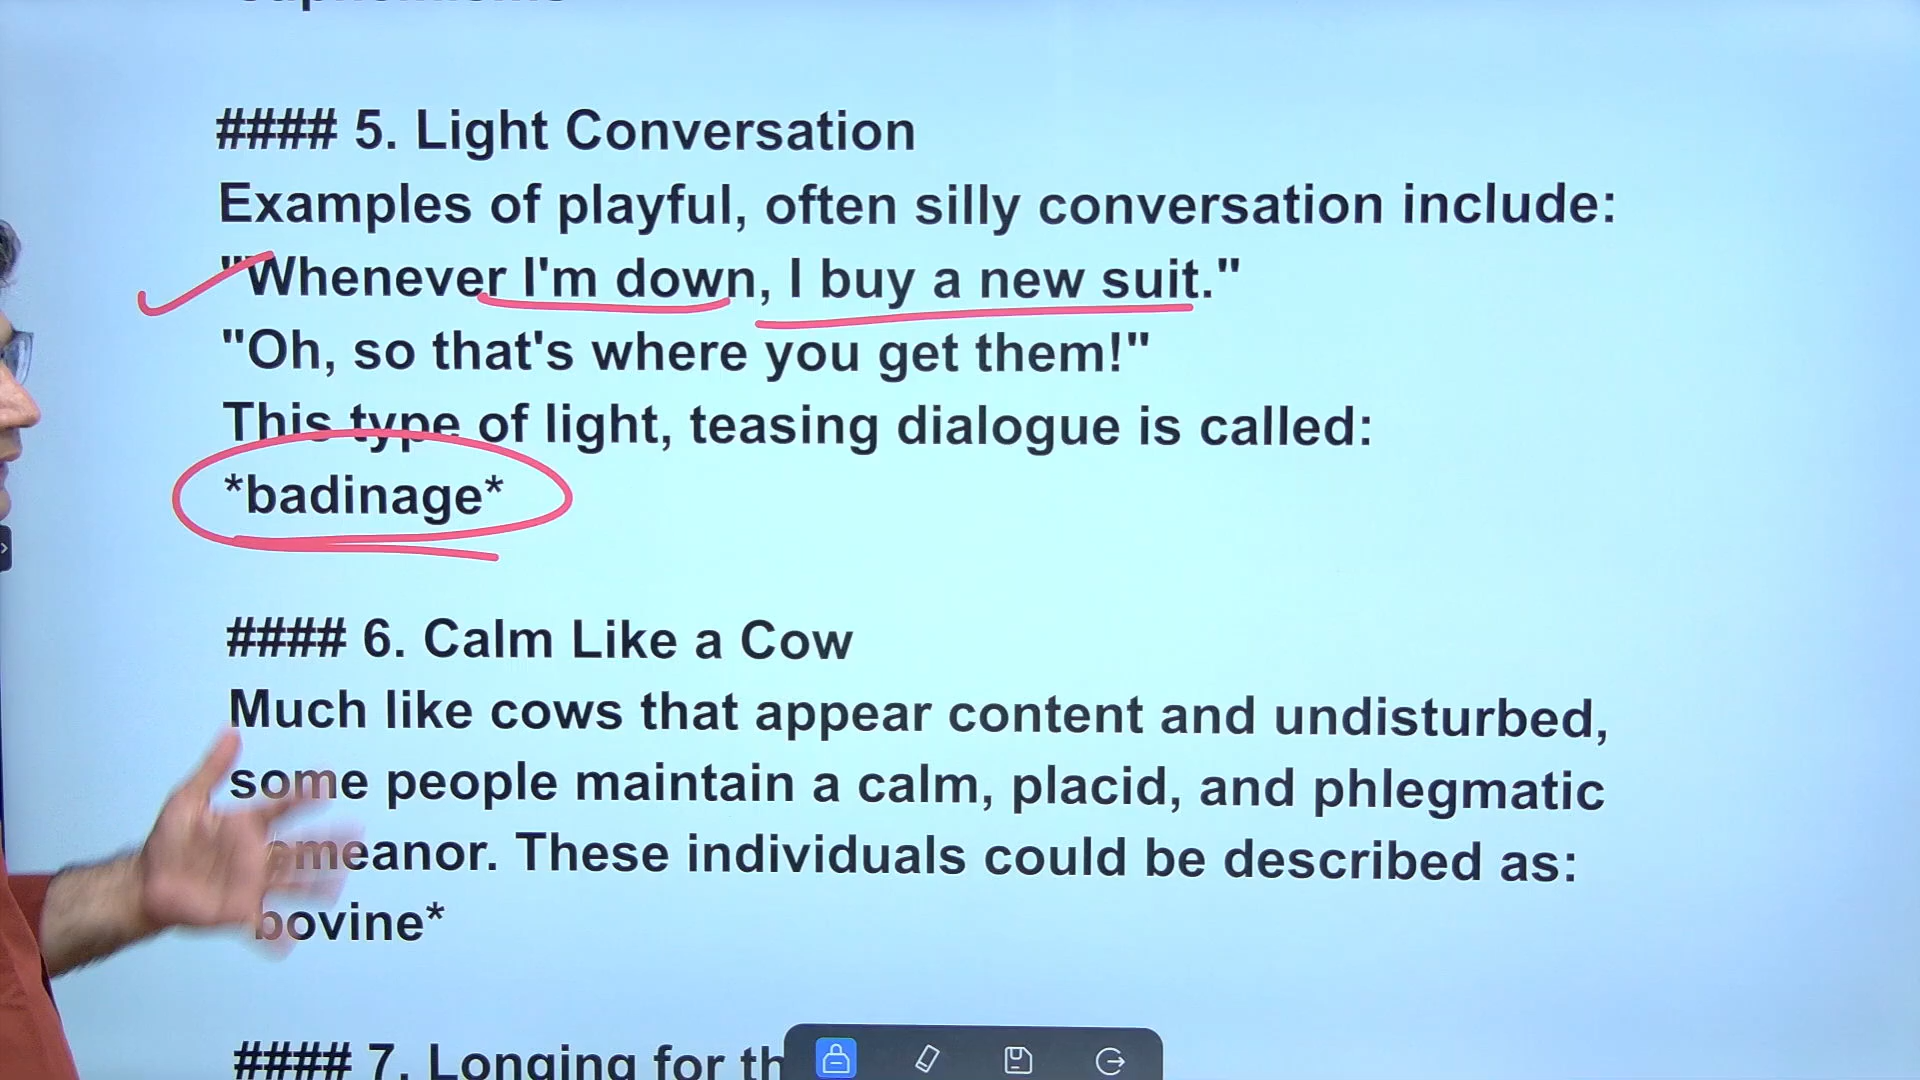 #### 5. Light Conversation
Examples of playful, often silly conversation include:
"Whenever I'm down, I buy a new suit."
"Oh, so that's where you get them!"
This type of light, teasing dialogue is called:
*badinage*
#### 6. Calm Like a Cow
Much like cows that appear content and undisturbed,
some people maintain a calm, placid, and phlegmatic
demeanor. These individuals could be described as:
bovine*
#### 7. Longing for